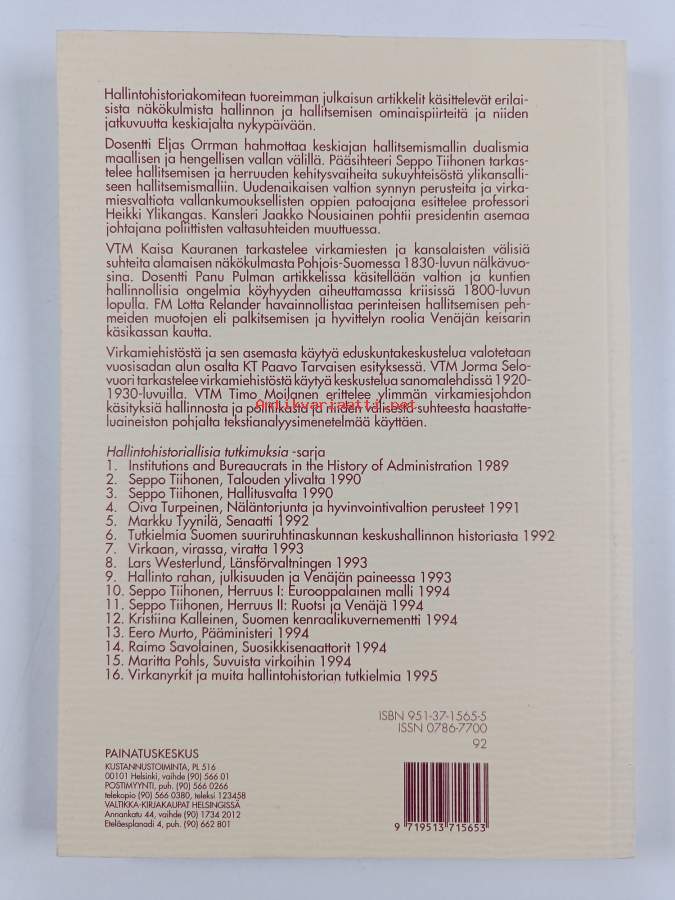 Hallintohistoriakomitean tuoreimman julkaisun artikkelit käsittelevät erilai-
sista näkökulmista hallinnon ja hallitsemisen ominaispiirteitä ja niiden
jatkuvuutta keskiajalta nykypäivään.
Dosentti Eljas Orrman hahmottaa keskiajan hallitsemismallin dualismia
maallisen ja hengellisen vallan välillä. Pääsihteeri Seppo Tiihonen tarkas-
telee hallitsemisen ja herruuden kehitysvaiheita sukuyhteisöstä ylikansalli-
seen hallitsemismalliin. Uudenaikaisen valtion synnyn perusteita ja virka-
miesvaltiota vallankumouksellisten oppien patoajana esittelee professori
Heikki Ylikangas. Kansleri Jaakko Nousiainen pohtii presidentin asemaa
johtajana poliittisten valtasuhteiden muuttuessa.
VTM Kaisa Kauranen tarkastelee virkamiesten ja kansalaisten välisiä
suhteita alamaisen näkökulmasta Pohjois-Suomessa 1830-luvun nälkävuo-
sina. Dosentti Panu Pulman artikkelissa käsitellään valtion ja kuntien
hallinnollisia ongelmia köyhyyden aiheuttamassa kriisissä 1800-luvun
lopulla. FM Lotta Relander havainnollistaa perinteisen hallitsemisen peh-
meiden muotojen eli palkitsemisen ja hyvittelyn roolia Venäjän keisarin
käsikassan kautta.
Virkamiehistöstä ja sen asemasta käytyä eduskuntakeskustelua valotetaan
vuosisadan alun osalta KT Paavo Tarvaisen esityksessä. VTM Jorma Selo-
vuori tarkastelee virkamiehistöstä käytyä keskustelua sanomalehdissä 1920-
1930-luvuilla. VTM Timo Moilanen erittelee ylimmän virkamiesjohdon
käsityksiä hallinnosta ja politiikasta ja niiden välisestä suhteesta haastatte-
Antikvariaatti.net
luaineiston pohjalta tekstianalyysimenetelmää käyttäen.
Hallintohistoriallisia tutkimuksia -sarja
1. Institutions and Bureaucrats in the History of Administration 1989
2. Seppo Tiihonen, Talouden ylivalta 1990
3. Seppo Tiihonen, Hallitusvalta 1990
4. Oiva Turpeinen, Näläntorjunta ja hyvinvointivaltion perusteet 1991
5. Markku Tyynilä, Senaatti 1992
6. Tutkielmia Suomen suuriruhtinaskunnan keskushallinnon historiasta 1992
7. Virkaan, virassa, viratta 1993
8. Lars Westerlund, Länsförvaltningen 1993
9. Hallinto rahan, julkisuuden ja Venäjän paineessa 1993
10. Seppo Tiihonen, Herruus I: Eurooppalainen malli 1994
11. Seppo Tiihonen, Herruus II: Ruotsi ja Venäjä 1994
12. Kristiina Kalleinen, Suomen kenraalikuvernementti 1994
13. Eero Murto, Pääministeri 1994
14. Raimo Savolainen, Suosikkisenaattorit 1994
15. Maritta Pohls, Suvuista virkoihin 1994
16. Virkanyrkit ja muita hallintohistorian tutkielmia 1995
ISBN 951-37-1565-5
ISSN 0786-7700
92
PAINATUSKESKUS
KUSTANNUSTOIMINTA, PL 516
00101 Helsinki, vaihde (90) 566 01
POSTIMYYNTI, puh. (90) 566 0266
telekopio (90) 566 0380, teleksi 123458
VALTIKKA-KIRJAKAUPAT HELSINGISSÄ
Annankatu 44, vaihde (90) 1734 2012
Eteläesplanadi 4, puh. (90) 662 801
9 719513 715653